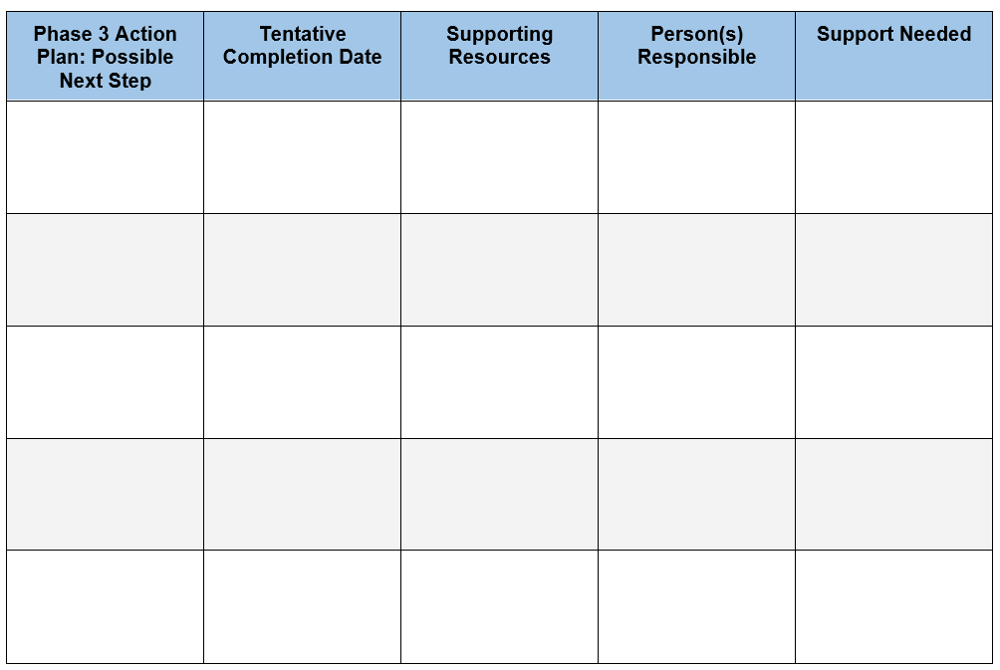 Phase 3 Action
Plan: Possible
Next Step
Tentative
Completion Date
Supporting
Resources
Person(s)
Responsible
Support Needed